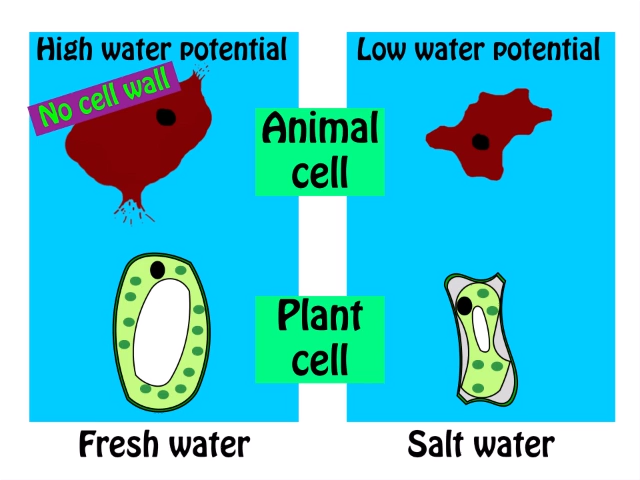 High water potential
Low water potential
No cell wall
Animal
cell
Plant
cell
Fresh water
Salt water